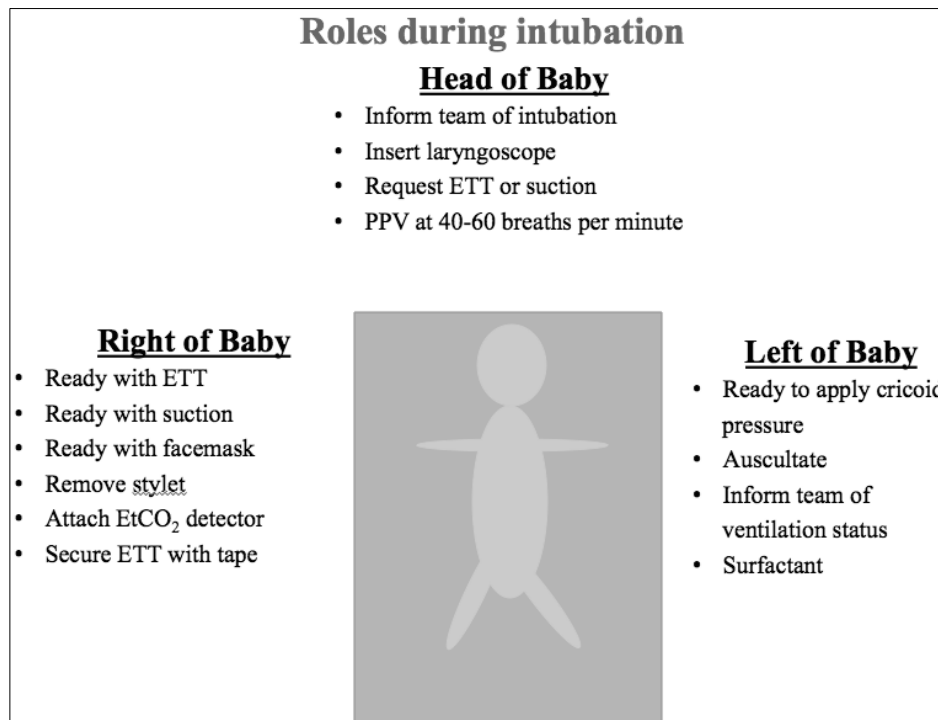 Roles during intubation
Head of Baby
• Inform team of intubation
• Insert laryngoscope
• Request ETT or suction
• PPV at 40-60 breaths per minute
Right of Baby
• Ready with ETT
• Ready with suction
• Ready with facemask
• Remove stylet
• Attach EtCO₂ detector
• Secure ETT with tape
Left of Baby
• Ready to apply cricoid
pressure
• Auscultate
• Inform team of
ventilation status
• Surfactant